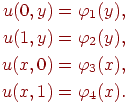 u(0, y) = φ₁(y),
u(1, y) = φ₂(y),
u(x, 0) = φ₃(x),
u(x, 1) = φ₄(x).